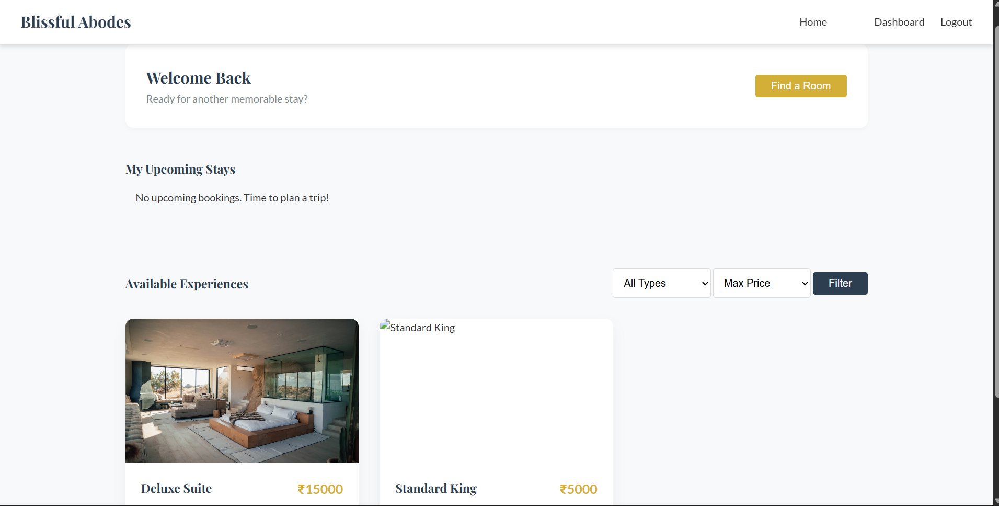 Blissful Abodes
Home Dashboard Logout
Welcome Back
Ready for another memorable stay?
Find a Room
My Upcoming Stays
No upcoming bookings. Time to plan a trip!
Available Experiences
All Types Max Price Filter
Standard King
Deluxe Suite ₹15000
Standard King ₹5000